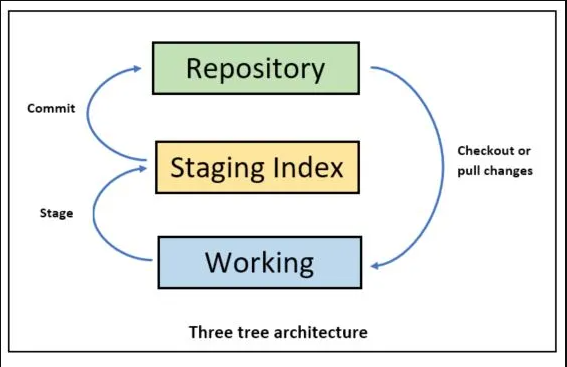 Repository
Commit
Staging Index
Checkout or
pull changes
Stage
Working
Three tree architecture